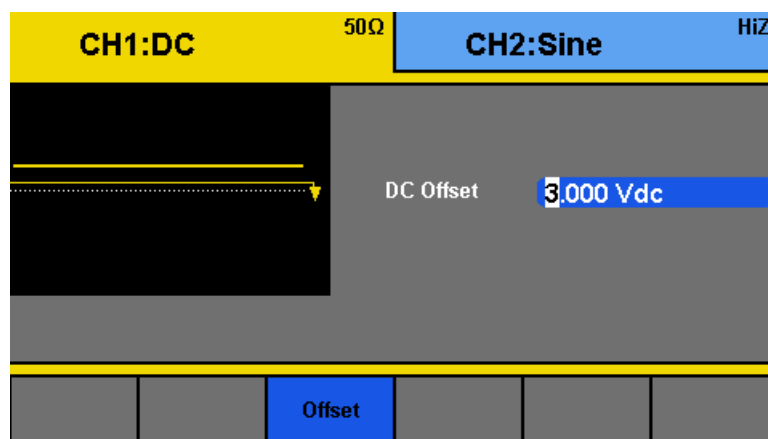 CH1:DC 50Ω CH2:Sine HiZ
DC Offset 3.000 Vdc
Offset